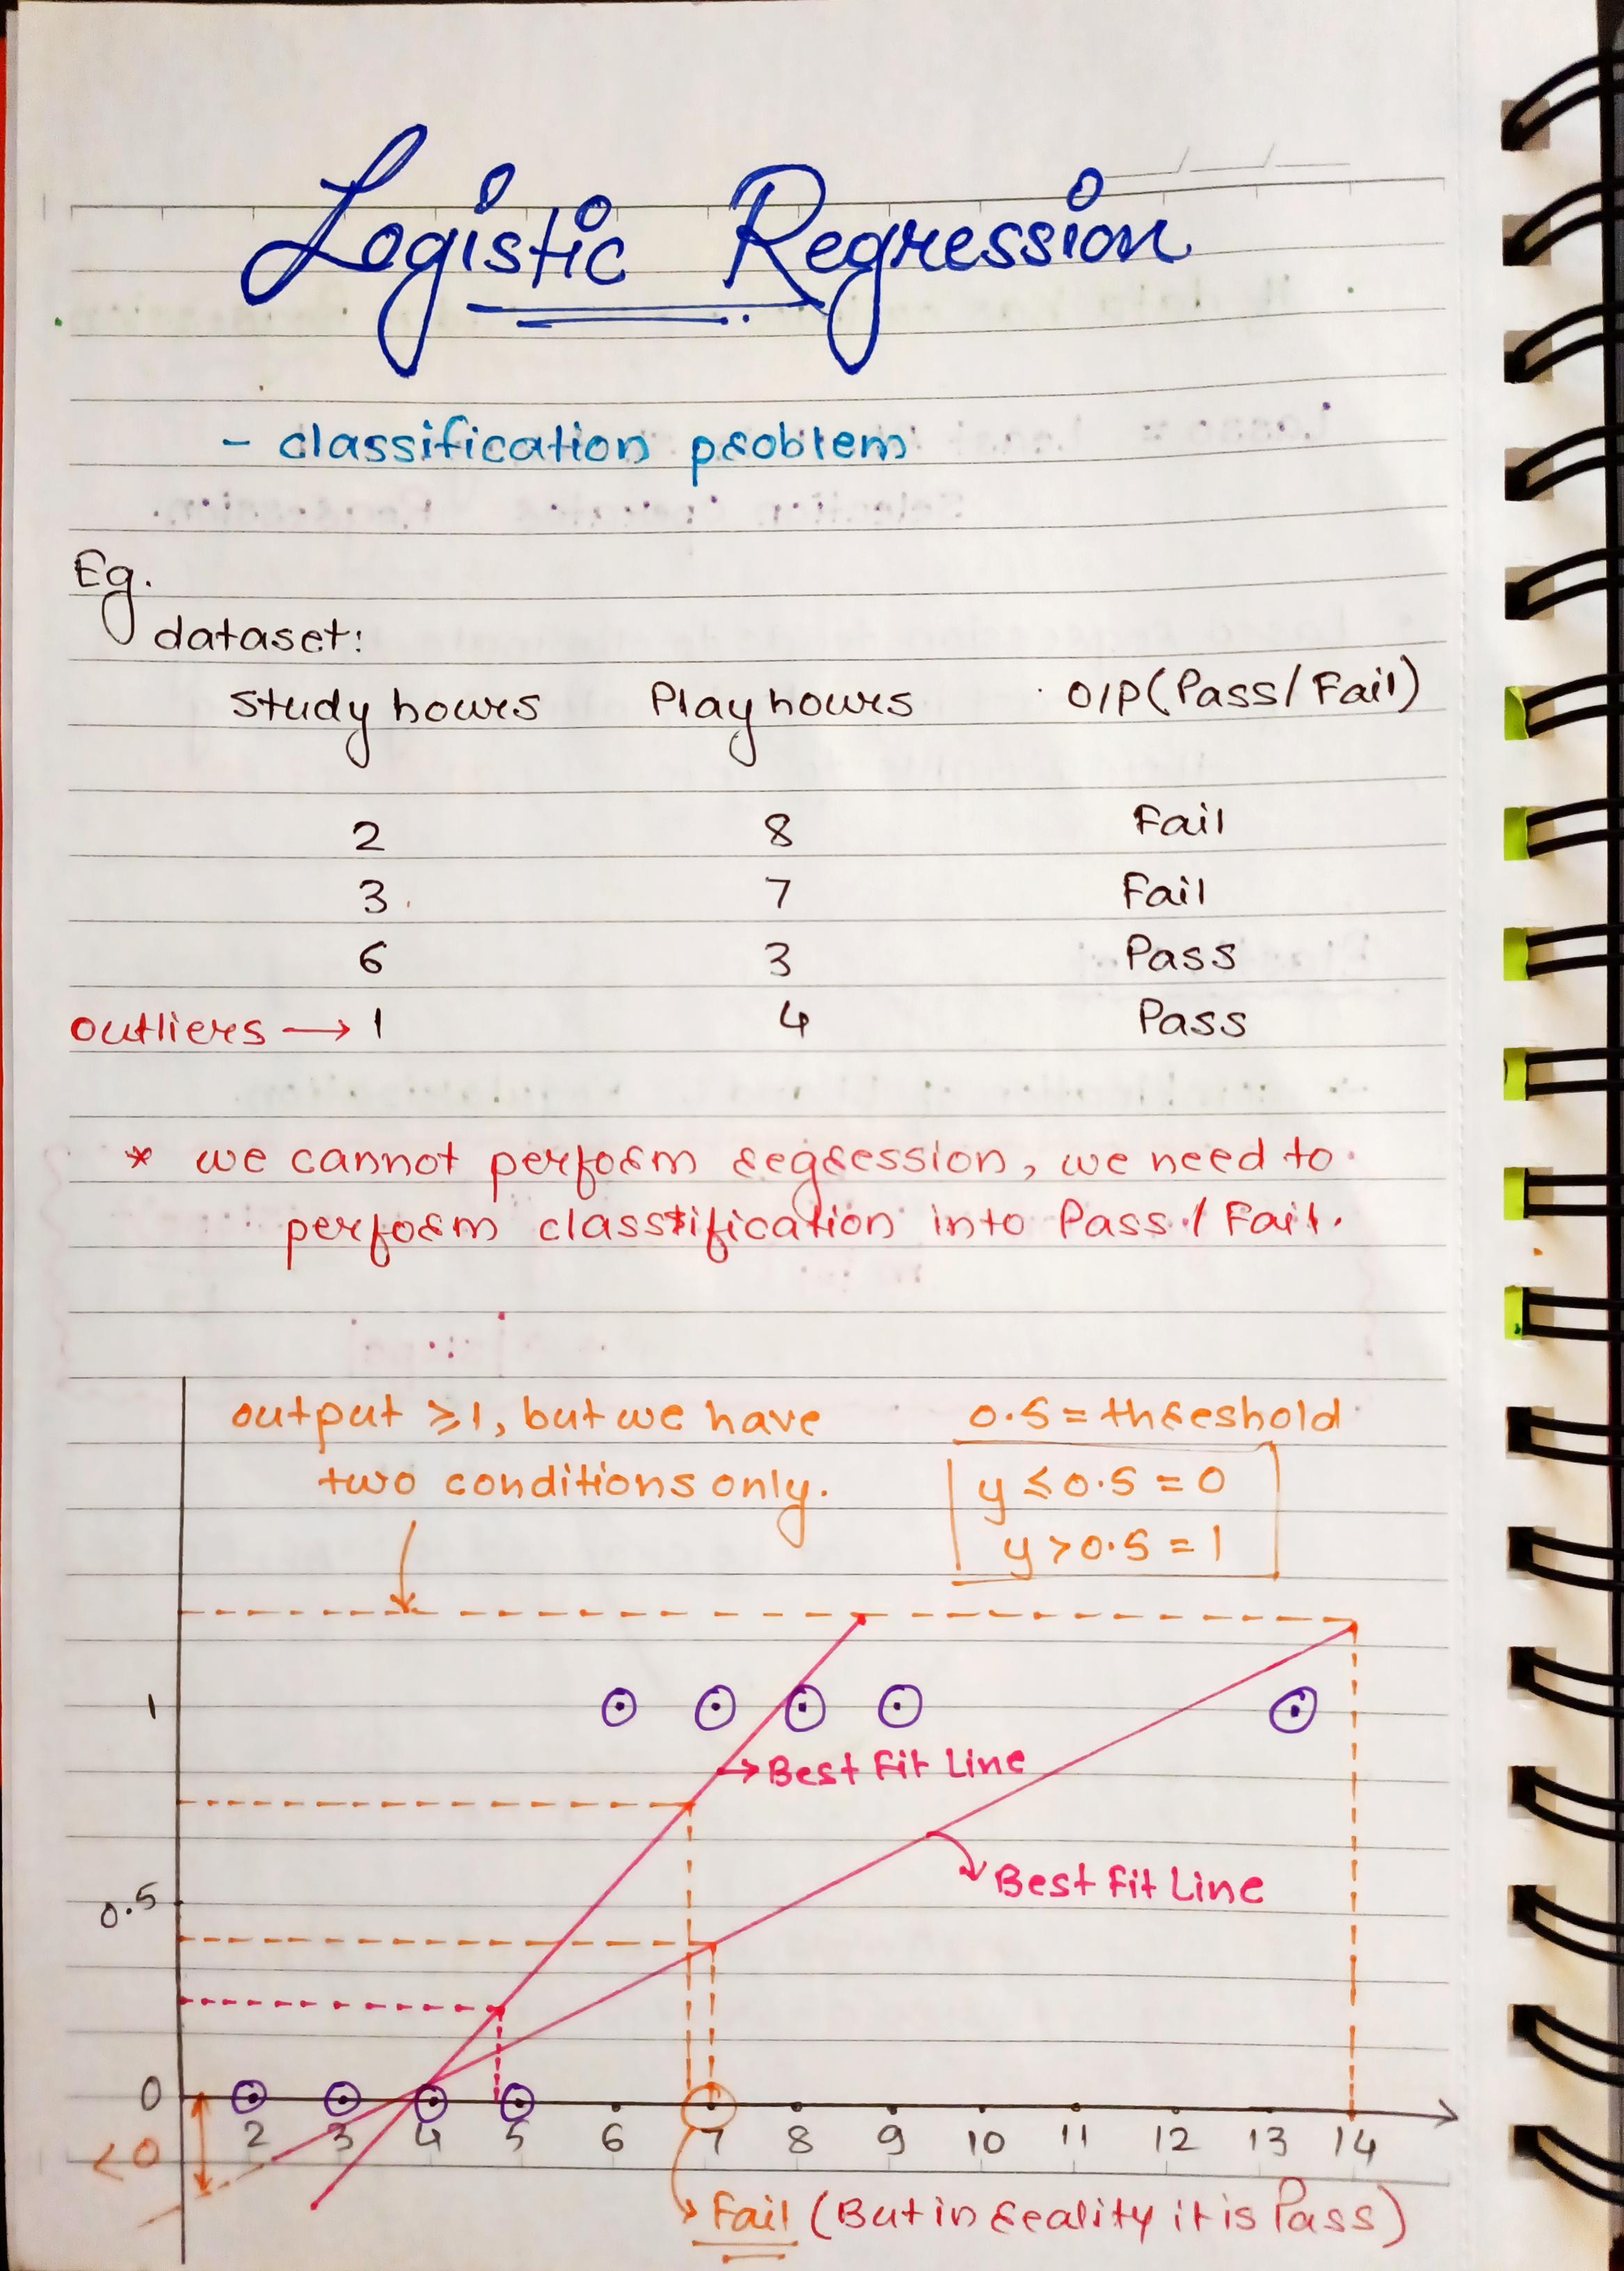 Logistic Regression
- classification problem
Eg.
dataset:
Study hours Play hours O/P (Pass/Fail)
2 8 Fail
3 7 Fail
6 3 Pass
outliers → 1 4 Pass
* we cannot perform regression, we need to
perform classification into Pass / Fail.
output ≥ 1, but we have
two conditions only.
0.5 = threshold
y ≤ 0.5 = 0
y > 0.5 = 1
1
→ Best Fit Line
Best Fit Line
0.5
0
<0
2 3 4 5 6 7 8 9 10 11 12 13 14
Fail (But in reality it is Pass)